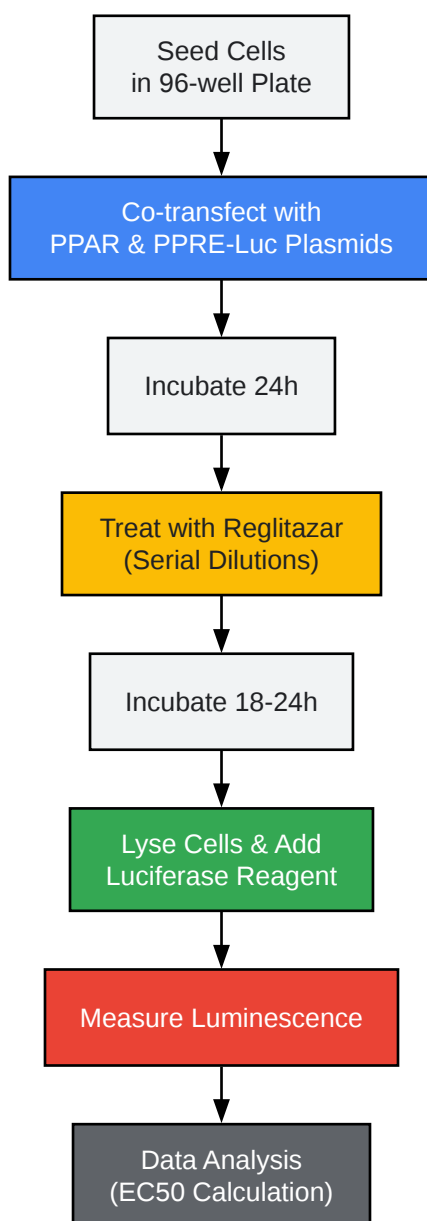 Seed Cells
in 96-well Plate
Co-transfect with
PPAR & PPRE-Luc Plasmids
Incubate 24h
Treat with Reglitazar
(Serial Dilutions)
Incubate 18-24h
Lyse Cells & Add
Luciferase Reagent
Measure Luminescence
Data Analysis
(EC50 Calculation)